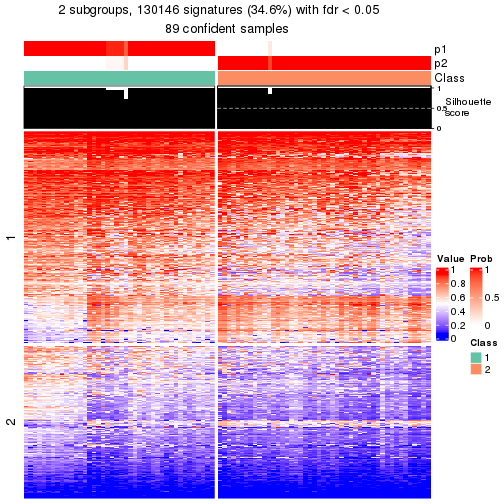 2 subgroups, 130146 signatures (34.6%) with fdr < 0.05
89 confident samples
p1
p2
Class
1
0.5
0
Silhouette
score
1
2
Value
1
0.8
0.6
0.4
0.2
0
Prob
1
0.5
0
Class
1
2